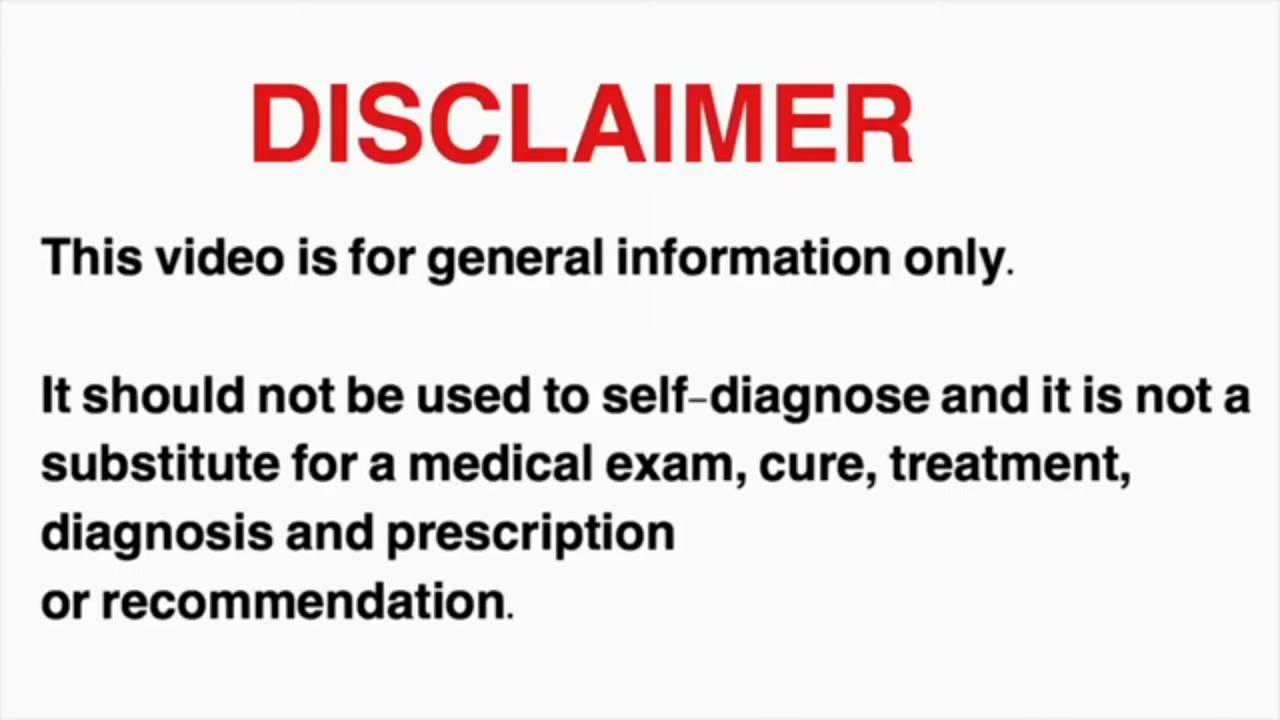 DISCLAIMER
This video is for general information only.
It should not be used to self-diagnose and it is not a
substitute for a medical exam, cure, treatment,
diagnosis and prescription
or recommendation.